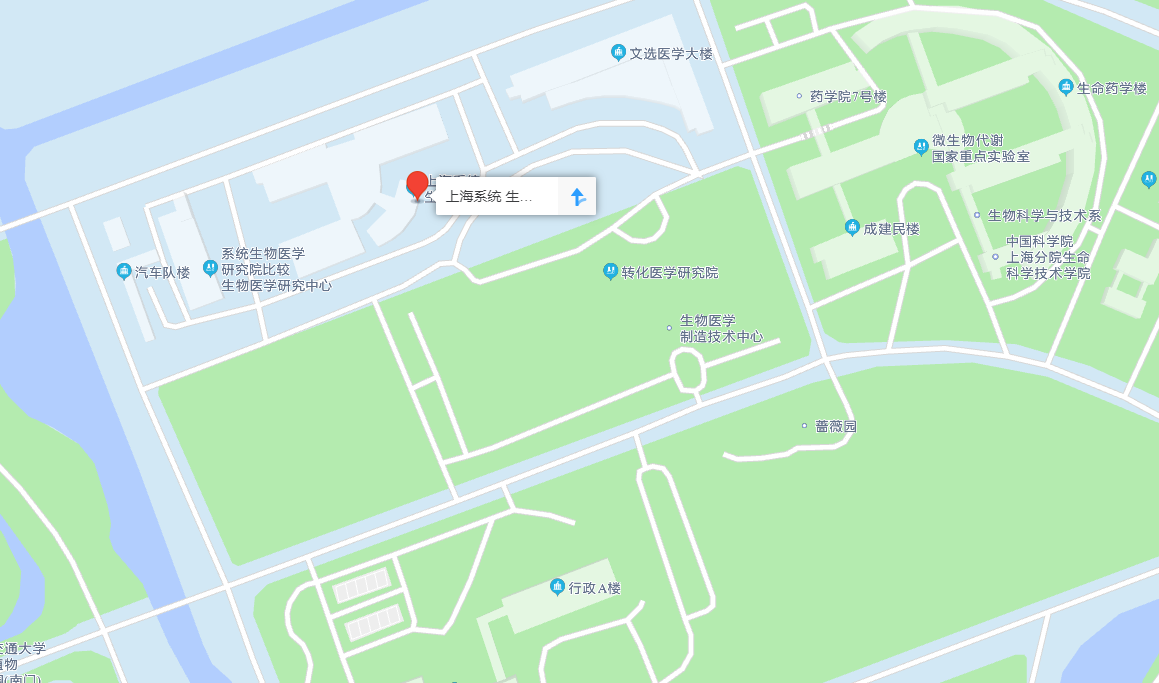 文选医学大楼
生命药学楼
药学院7号楼
微生物代谢
国家重点实验室
上海系统 生...
生物科学与技术系
成建民楼
中国科学院
上海分院生命
科学技术学院
系统生物医学
研究院比较
生物医学研究中心
汽车队楼
转化医学研究院
生物医学
制造技术中心
蔷薇园
行政A楼
交通大学
植物
园(南门)